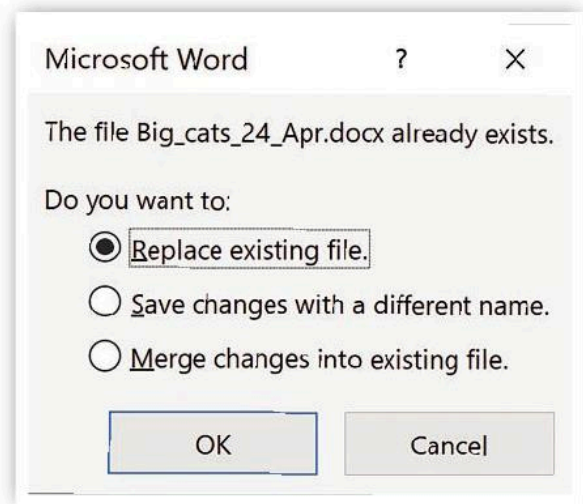 Microsoft Word ?
The file Big_cats_24_Apr.docx already exists.
Do you want to:
Replace existing file.
Save changes with a different name.
Merge changes into existing file.
OK Cancel